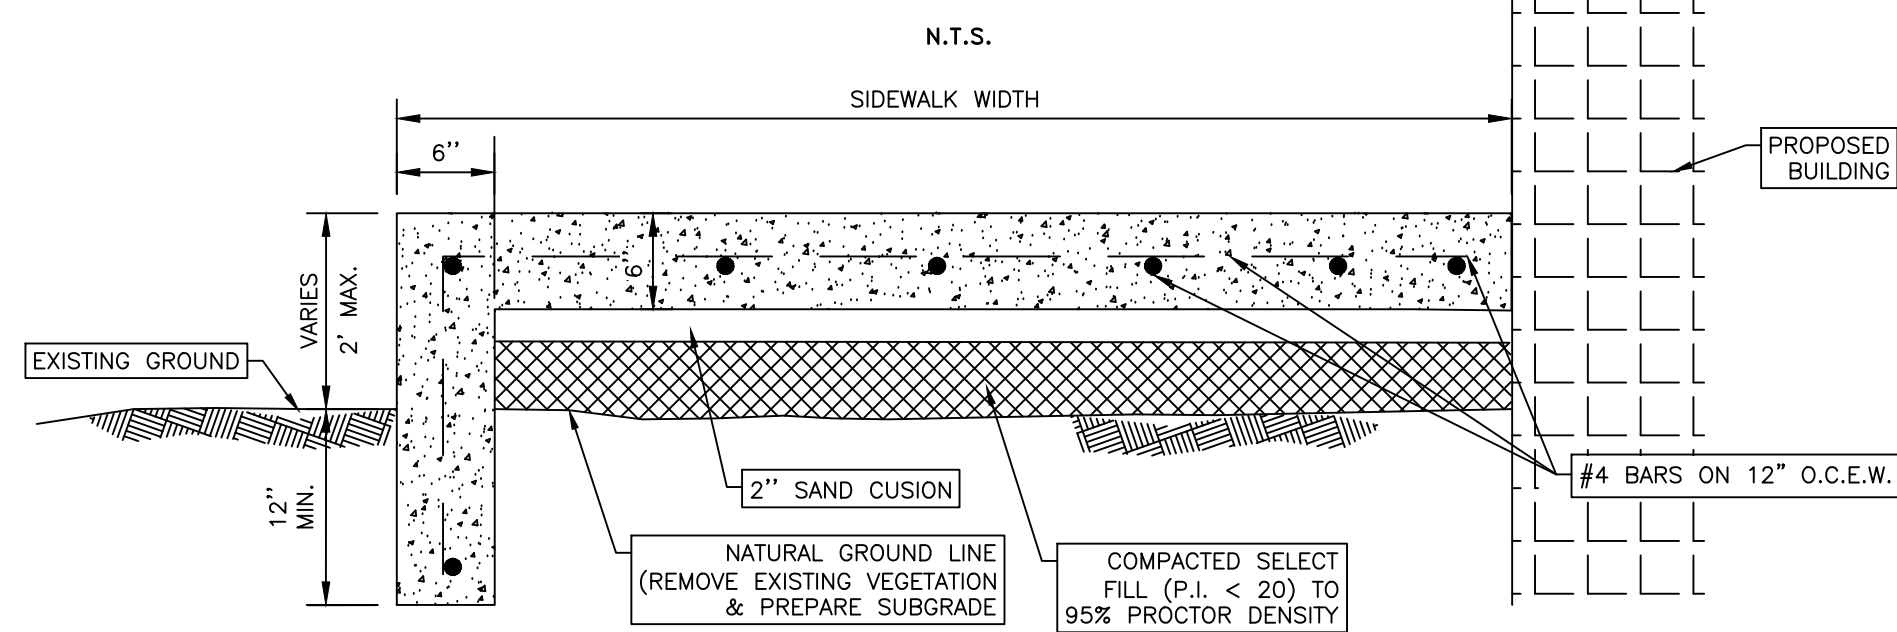 N.T.S.
SIDEWALK WIDTH
6''
PROPOSED
BUILDING
VARIES
2' MAX.
6''
EXISTING GROUND
12''
MIN.
2'' SAND CUSION
#4 BARS ON 12" O.C.E.W.
NATURAL GROUND LINE
(REMOVE EXISTING VEGETATION
& PREPARE SUBGRADE
COMPACTED SELECT
FILL (P.I. < 20) TO
95% PROCTOR DENSITY